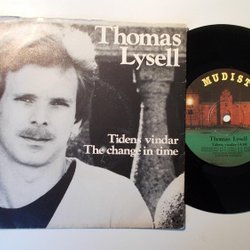 Thomas
Lysell
Tidens vindar
The change in time
MUDIST
Thomas Lysell